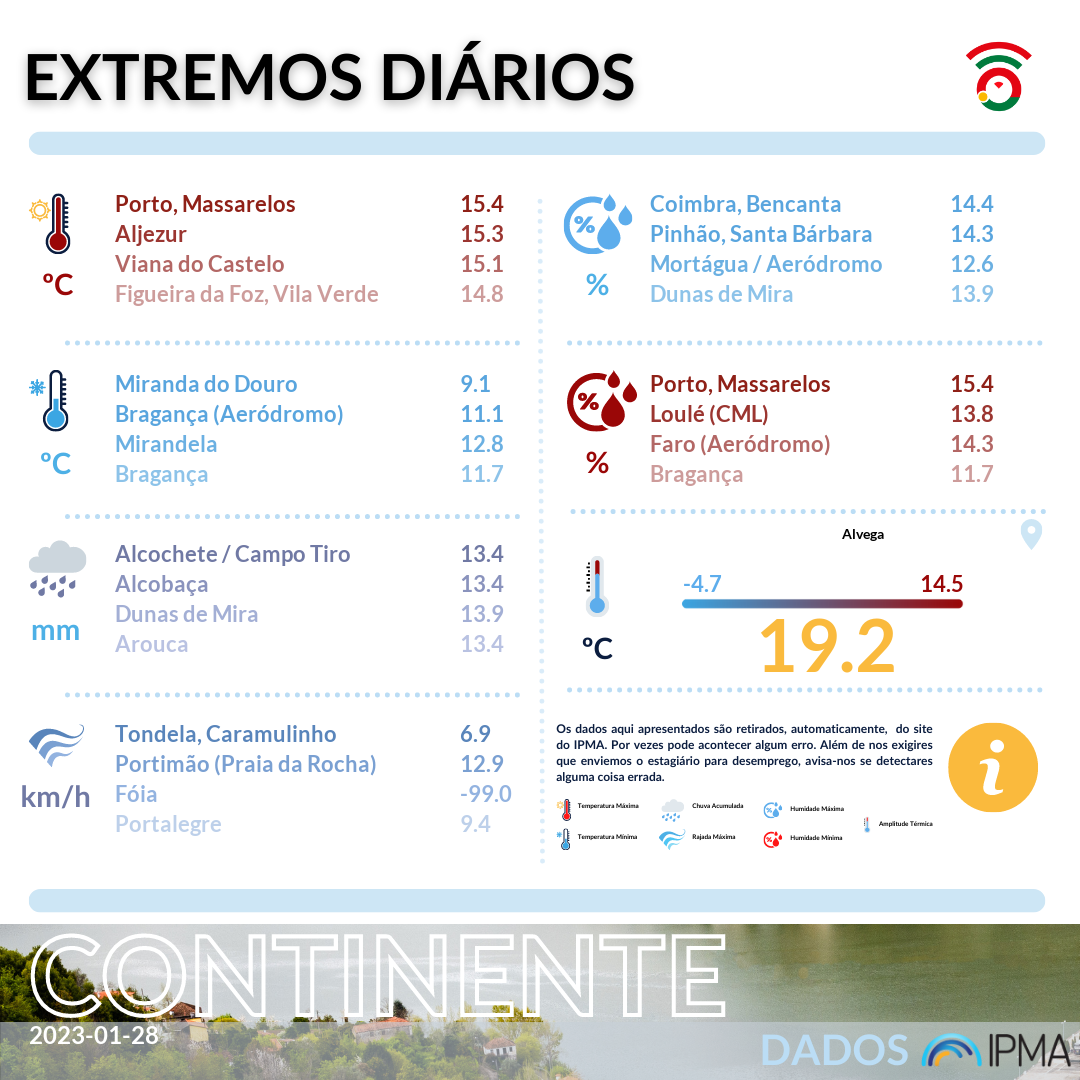 EXTREMOS DIÁRIOS
Porto, Massarelos 15.4
Aljezur 15.3
Viana do Castelo 15.1
Figueira da Foz, Vila Verde 14.8
ºC
Miranda do Douro 9.1
Bragança (Aeródromo) 11.1
Mirandela 12.8
Bragança 11.7
ºC
Alcochete / Campo Tiro 13.4
Alcobaça 13.4
Dunas de Mira 13.9
Arouca 13.4
mm
Tondela, Caramulinho 6.9
Portimão (Praia da Rocha) 12.9
Fóia -99.0
Portalegre 9.4
km/h
%
Coimbra, Bencanta 14.4
Pinhão, Santa Bárbara 14.3
Mortágua / Aeródromo 12.6
Dunas de Mira 13.9
%
%
Porto, Massarelos 15.4
Loulé (CML) 13.8
Faro (Aeródromo) 14.3
Bragança 11.7
%
Alvega
-4.7 14.5
19.2
ºC
Os dados aqui apresentados são retirados, automaticamente, do site
do IPMA. Por vezes pode acontecer algum erro. Além de nos exigires
que enviemos o estagiário para desemprego, avisa-nos se detectares
alguma coisa errada.
i
Temperatura Máxima
Chuva Acumulada
Humidade Máxima
Amplitude Térmica
Temperatura Mínima
Rajada Máxima
Humidade Mínima
CONTINENTE
2023-01-28
DADOS IPMA